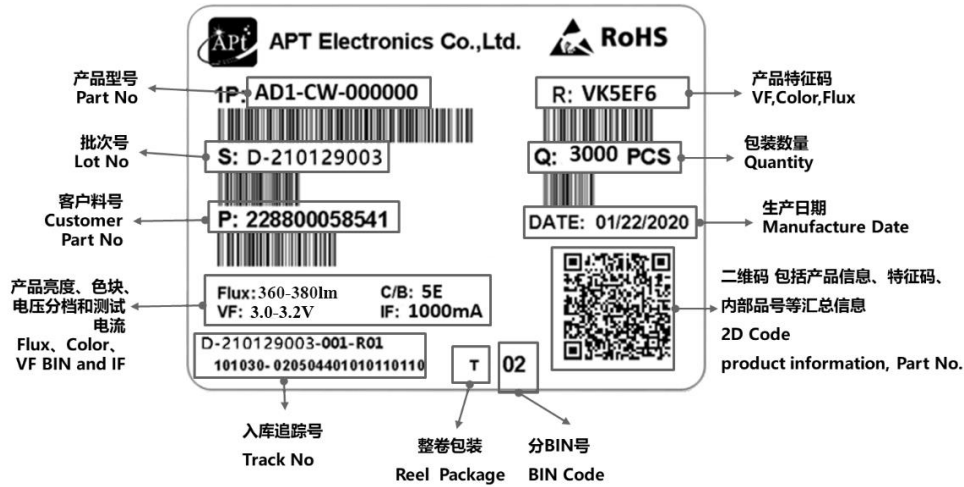 APT
APT Electronics Co.,Ltd.
RoHS
产品型号
Part No
1P: AD1-CW-000000
R: VK5EF6
产品特征码
VF,Color,Flux
批次号
Lot No
S: D-210129003
Q: 3000 PCS
包装数量
Quantity
客户料号
Customer
Part No
P: 228800058541
DATE: 01/22/2020
生产日期
Manufacture Date
产品亮度、色块、
电压分档和测试
电流
Flux、Color、
VF BIN and IF
Flux:360-380lm C/B: 5E
VF: 3.0-3.2V IF: 1000mA
D-210129003-001-R01
101030- 020504401010110110
T
02
二维码 包括产品信息、特征码、
内部品号等汇总信息
2D Code
product information, Part No.
入库追踪号
Track No
整卷包装
Reel Package
分BIN号
BIN Code